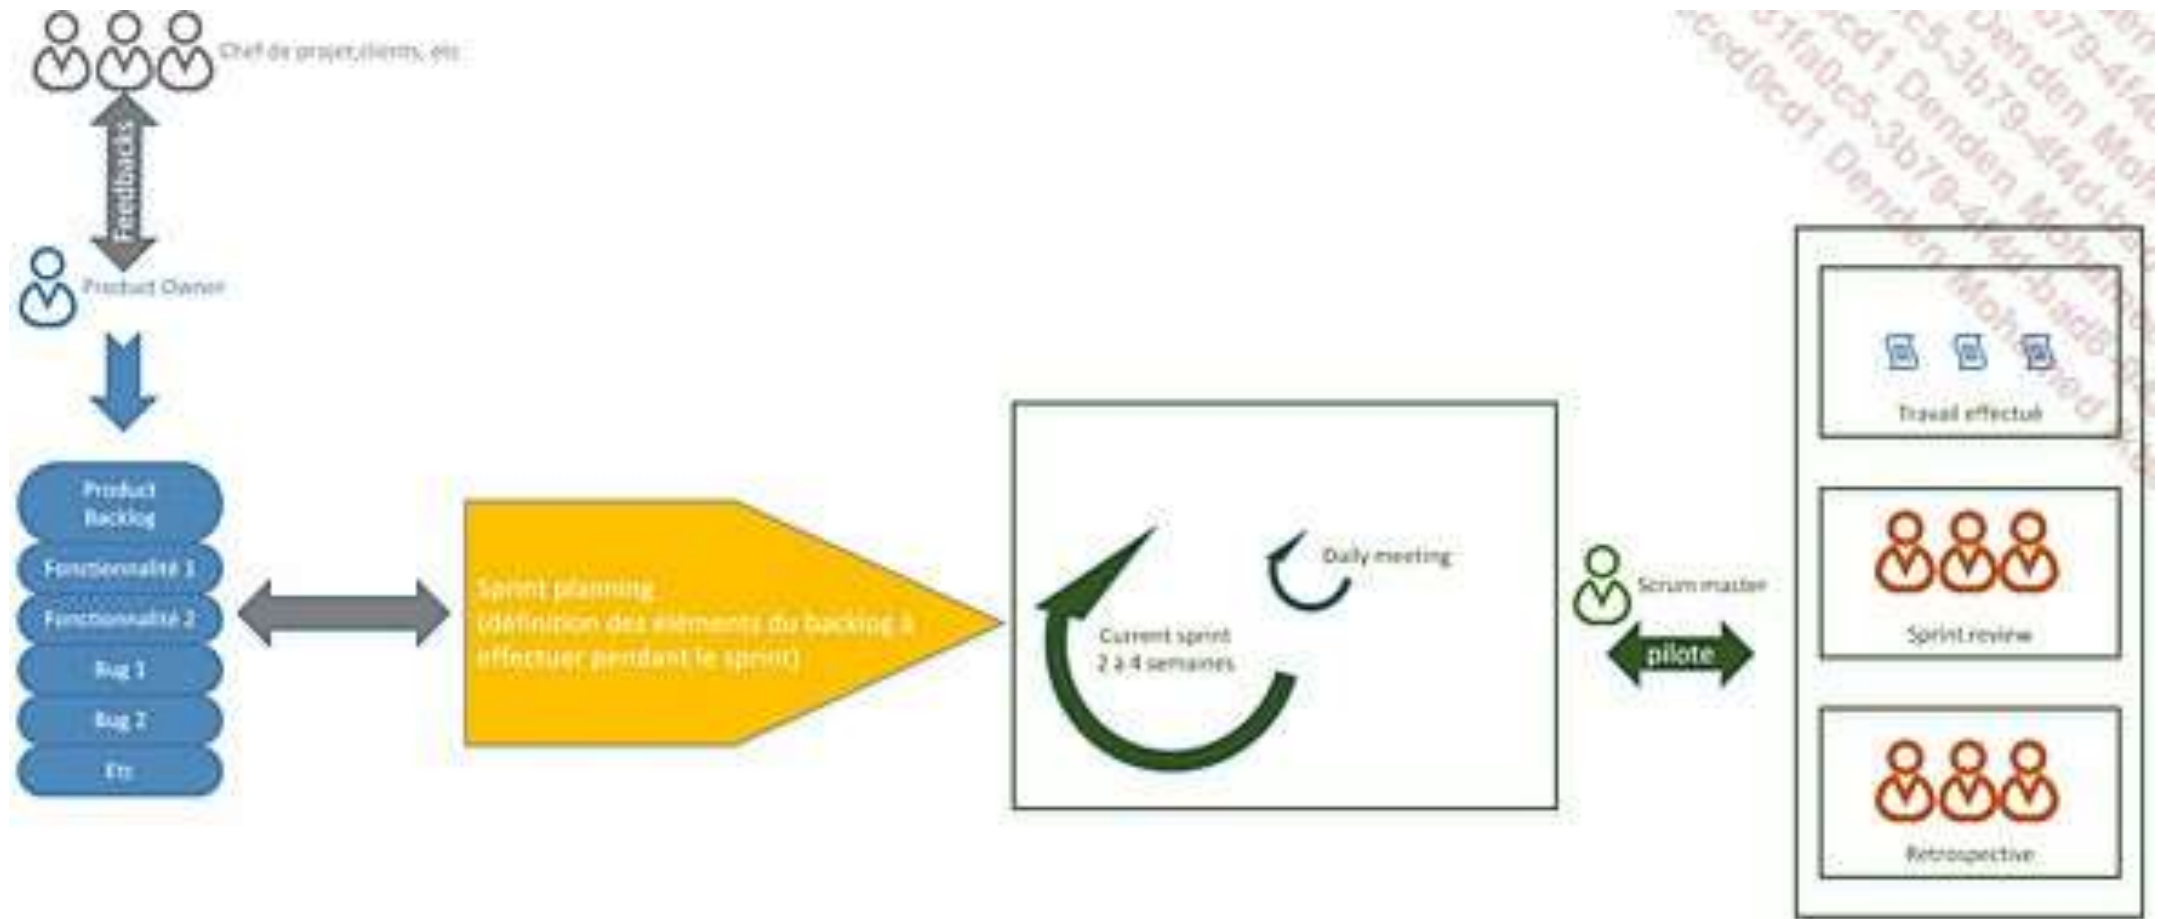 Chef de projet,clients, etc
Feedbacks
Product Owner
Product
Backlog
Fonctionnalité 1
Fonctionnalité 2
Bug 1
Bug 2
Etc
Sprint planning
(définition des éléments du backlog à
effectuer pendant le sprint)
Current sprint
2 à 4 semaines
Daily meeting
Scrum master
pilote
Travail effectué
Sprint review
Retrospective
Denden Mohamed